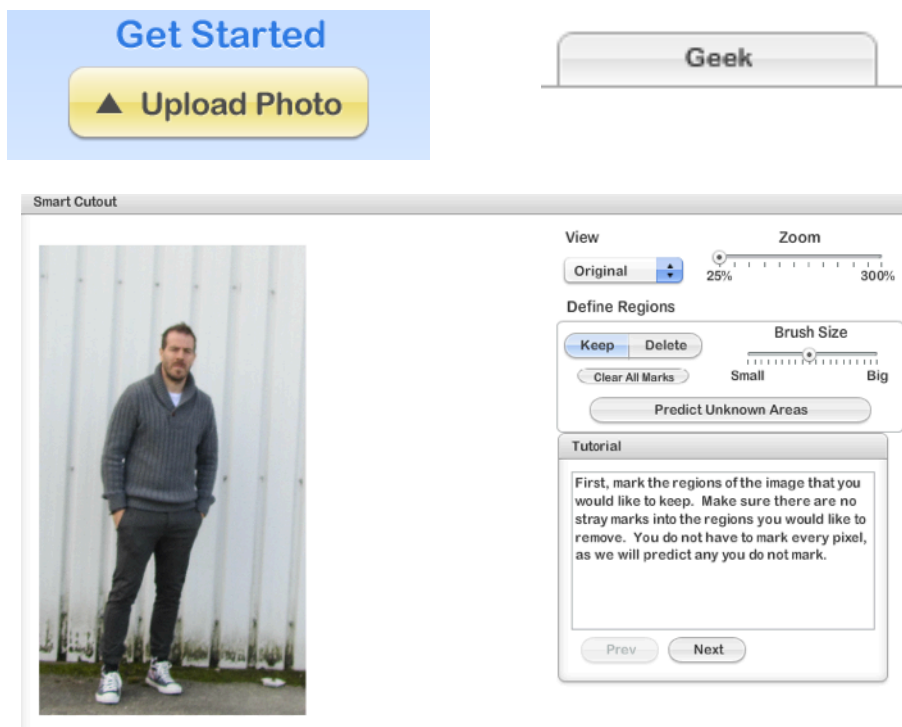 Get Started
▲ Upload Photo
Geek
Smart Cutout
View
Zoom
Original
25%
300%
Define Regions
Keep
Delete
Brush Size
Clear All Marks
Small
Big
Predict Unknown Areas
Tutorial
First, mark the regions of the image that you
would like to keep. Make sure there are no
stray marks into the regions you would like to
remove. You do not have to mark every pixel,
as we will predict any you do not mark.
Prev
Next